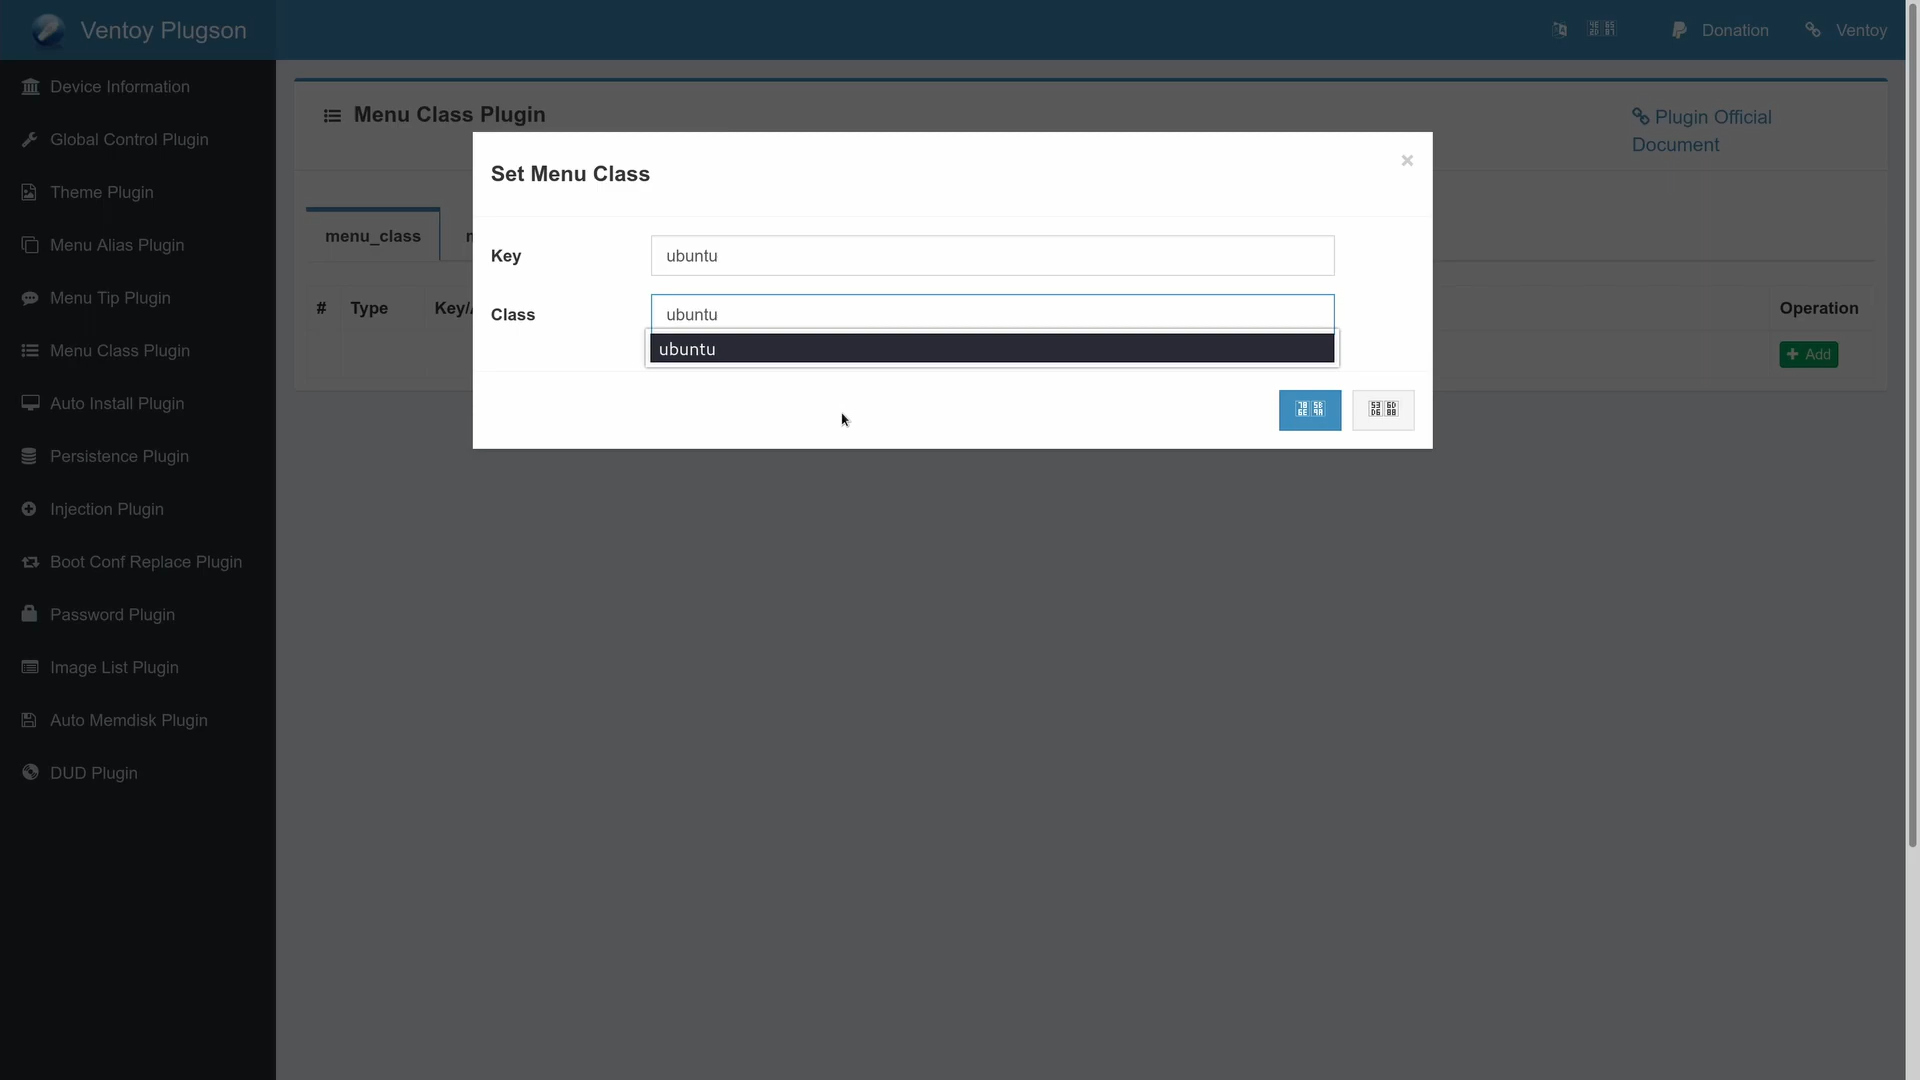 Ventoy Plugson
Donation
Ventoy
Device Information
Global Control Plugin
Theme Plugin
Menu Alias Plugin
Menu Tip Plugin
Menu Class Plugin
Auto Install Plugin
Persistence Plugin
Injection Plugin
Boot Conf Replace Plugin
Password Plugin
Image List Plugin
Auto Memdisk Plugin
DUD Plugin
Menu Class Plugin
Plugin Official
Document
menu_class
# Type
Operation
Add
Set Menu Class
×
Key ubuntu
Class ubuntu
ubuntu